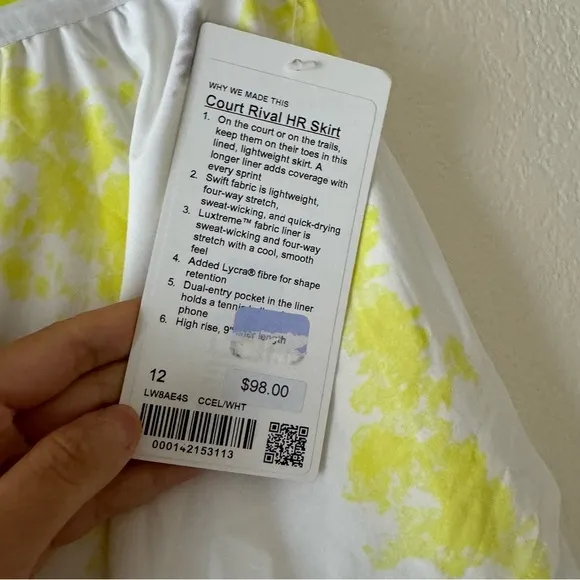 WHY WE MADE THIS
Court Rival HR Skirt
1. On the court or on the trails,
keep them on their toes in this
lined, lightweight skirt. A
longer liner adds coverage with
every sprint
2. Swift fabric is lightweight,
four-way stretch,
sweat-wicking, and quick-drying
3. Luxtreme™ fabric liner is
sweat-wicking and four-way
stretch with a cool, smooth
feel
4. Added Lycra® fibre for shape
retention
5. Dual-entry pocket in the liner
holds a tennis
phone
6. High rise, 9" length
12
$98.00
LW8AE4S CCEL/WHT
000142153113